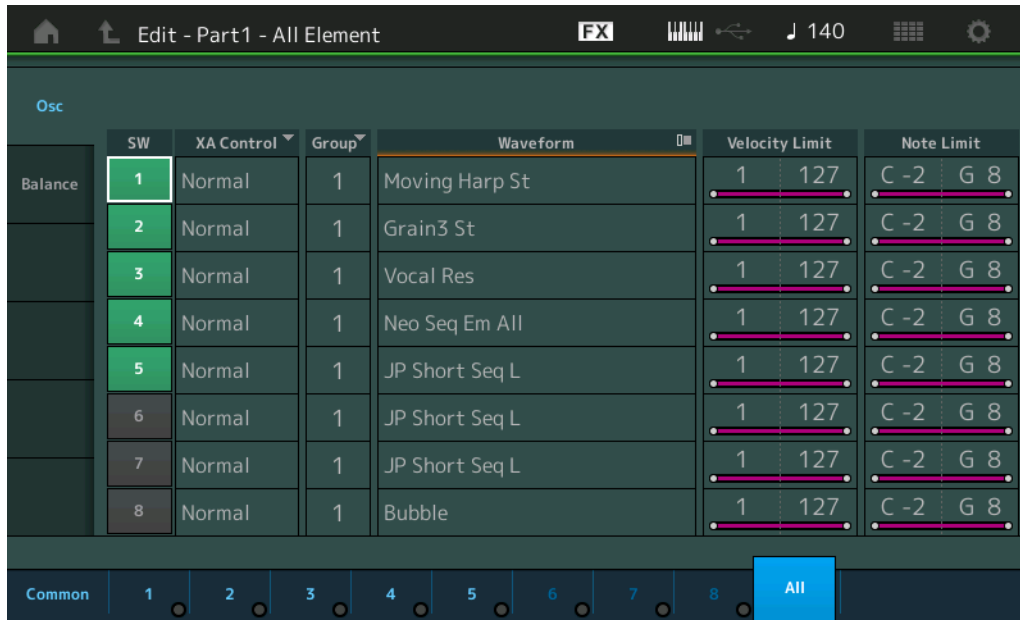 Edit - Part1 - All Element FX ♩ 140
Osc
SW XA Control Group Waveform Velocity Limit Note Limit
Balance 1 Normal 1 Moving Harp St 1 127 C -2 G 8
2 Normal 1 Grain3 St 1 127 C -2 G 8
3 Normal 1 Vocal Res 1 127 C -2 G 8
4 Normal 1 Neo Seq Em All 1 127 C -2 G 8
5 Normal 1 JP Short Seq L 1 127 C -2 G 8
6 Normal 1 JP Short Seq L 1 127 C -2 G 8
7 Normal 1 JP Short Seq L 1 127 C -2 G 8
8 Normal 1 Bubble 1 127 C -2 G 8
Common 1 2 3 4 5 6 7 8 All